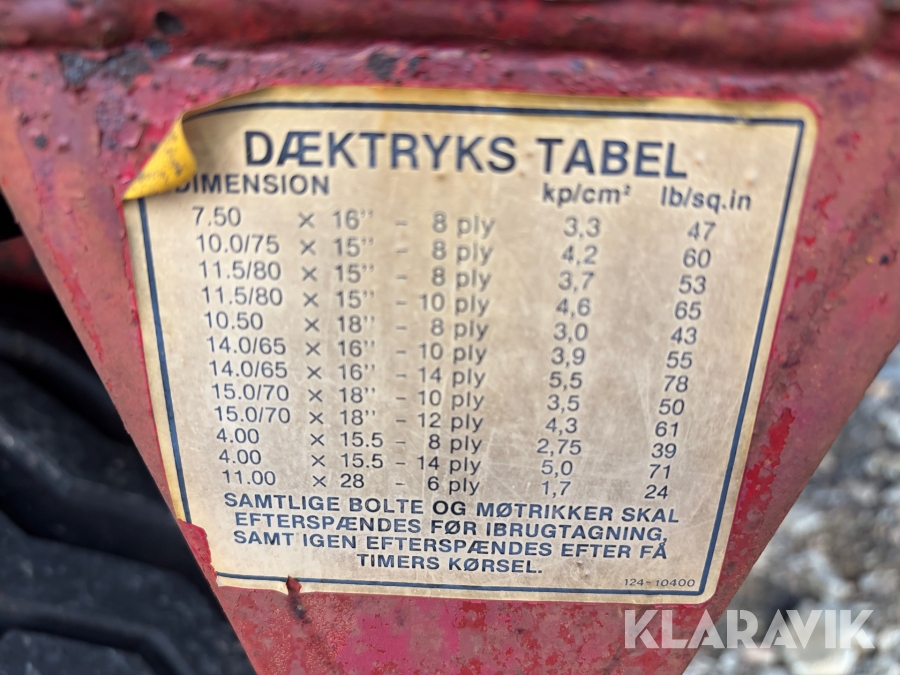 DÆKTRYKS TABEL
DIMENSION kp/cm² lb/sq.in
7.50 × 16" - 8 ply 3,3 47
10.0/75 × 15" - 8 ply 4,2 60
11.5/80 × 15" - 8 ply 3,7 53
11.5/80 × 15" - 10 ply 4,6 65
10.50 × 18" - 8 ply 3,0 43
14.0/65 × 16" - 10 ply 3,9 55
14.0/65 × 16" - 14 ply 5,5 78
15.0/70 × 18" - 10 ply 3,5 50
15.0/70 × 18" - 12 ply 4,3 61
4.00 × 15.5 - 8 ply 2,75 39
4.00 × 15.5 - 14 ply 5,0 71
11.00 × 28 - 6 ply 1,7 24
SAMTLIGE BOLTE OG MØTRIKKER SKAL
EFTERSPÆNDES FØR IBRUGTAGNING,
SAMT IGEN EFTERSPÆNDES EFTER FÅ
TIMERS KØRSEL.
124-10400
KLARAVIK